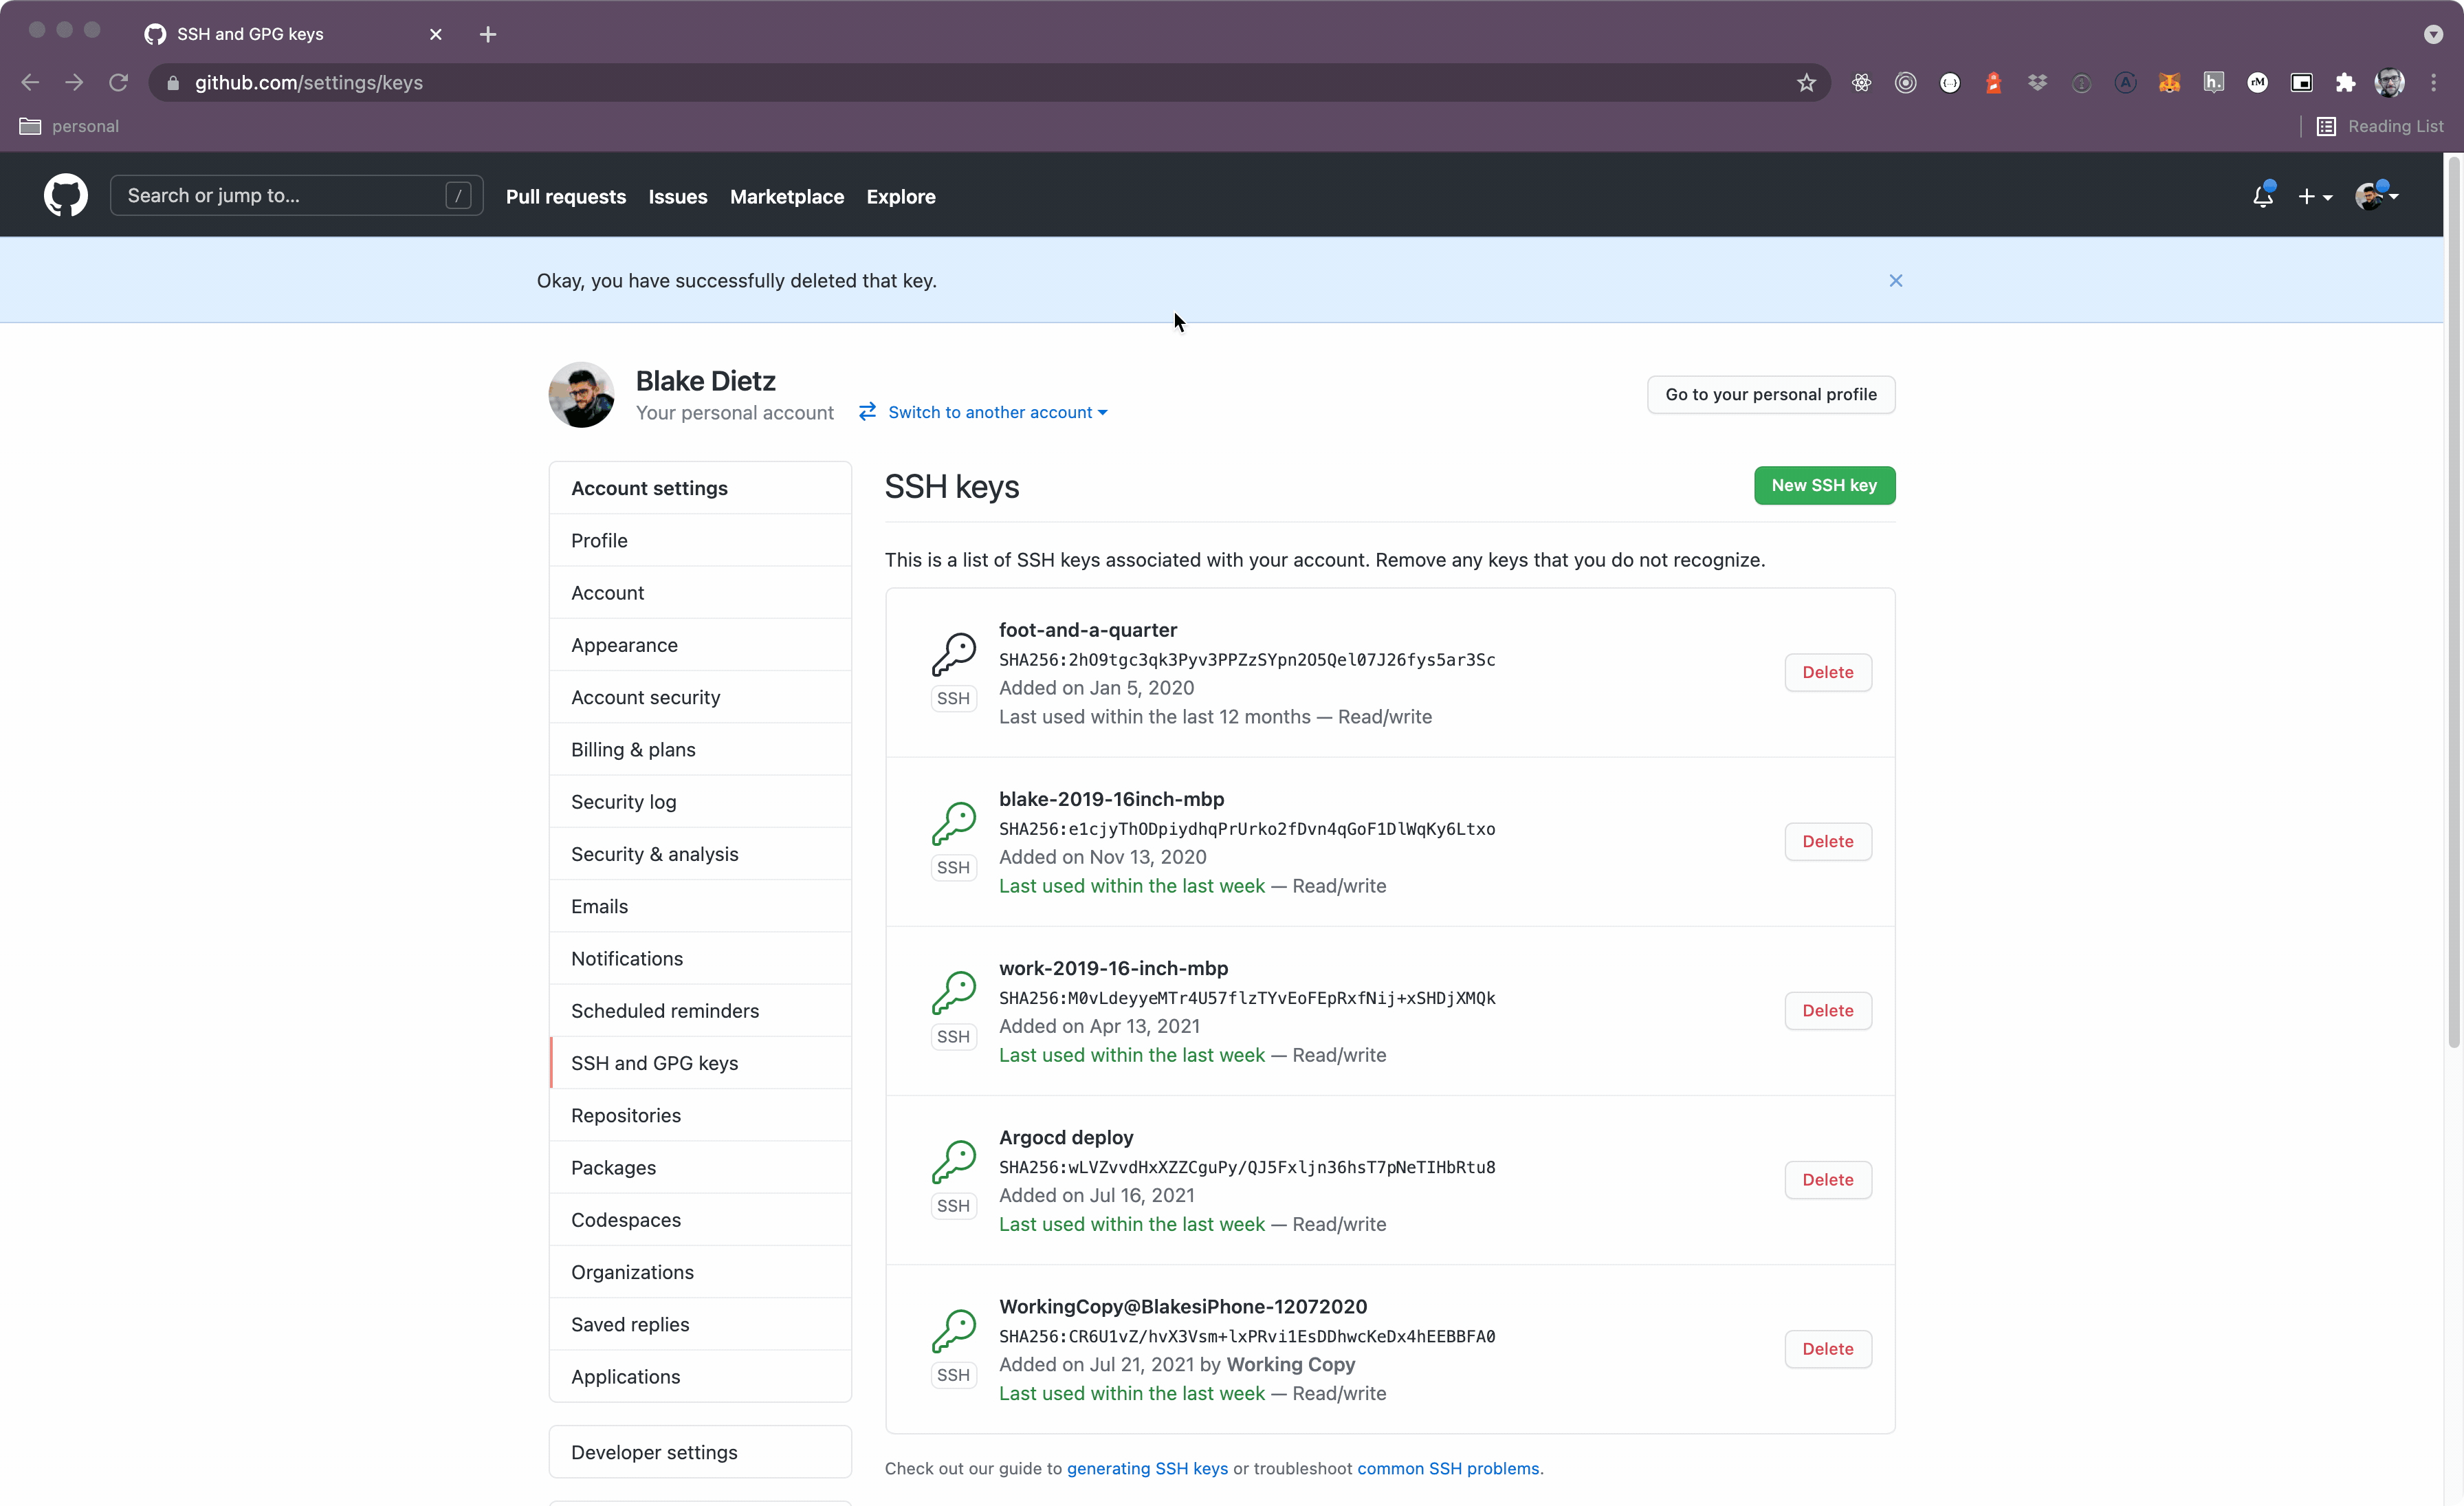 SSH and GPG keys
github.com/settings/keys
personal
Reading List
Search or jump to...
/
Pull requests
Issues
Marketplace
Explore
Okay, you have successfully deleted that key.
Blake Dietz
Your personal account
Switch to another account
Go to your personal profile
Account settings
Profile
Account
Appearance
Account security
Billing & plans
Security log
Security & analysis
Emails
Notifications
Scheduled reminders
SSH and GPG keys
Repositories
Packages
Codespaces
Organizations
Saved replies
Applications
Developer settings
SSH keys
New SSH key
This is a list of SSH keys associated with your account. Remove any keys that you do not recognize.
foot-and-a-quarter
SHA256:2hO9tgc3qk3Pyv3PPZzSYpn2O5Qel07J26fys5ar3Sc
Added on Jan 5, 2020
Last used within the last 12 months — Read/write
SSH
Delete
blake-2019-16inch-mbp
SHA256:e1cjyThODpiydhqPrUrko2fDvn4qGoF1DlWqKy6Ltxo
Added on Nov 13, 2020
Last used within the last week — Read/write
SSH
Delete
work-2019-16-inch-mbp
SHA256:M0vLdeyyeMTr4U57flzTYvEoFEpRxfNij+xSHDjXMQk
Added on Apr 13, 2021
Last used within the last week — Read/write
SSH
Delete
Argocd deploy
SHA256:wLVZvvdHxXZZCguPy/QJ5Fxljn36hsT7pNeTIHbRtu8
Added on Jul 16, 2021
Last used within the last week — Read/write
SSH
Delete
WorkingCopy@BlakesiPhone-12072020
SHA256:CR6U1vZ/hvX3Vsm+lxPRvi1EsDDhwcKeDx4hEEBBFA0
Added on Jul 21, 2021 by Working Copy
Last used within the last week — Read/write
SSH
Delete
Check out our guide to generating SSH keys or troubleshoot common SSH problems.